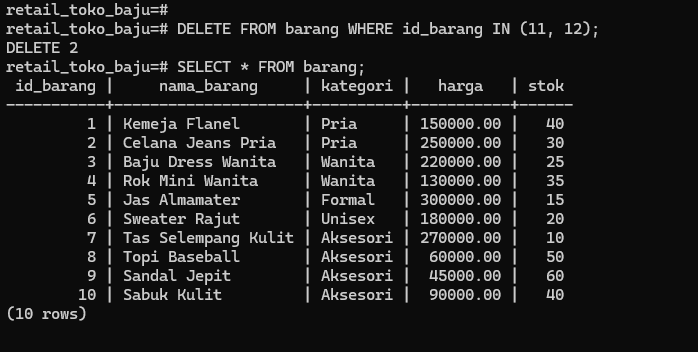 retail_toko_baju=#
retail_toko_baju=# DELETE FROM barang WHERE id_barang IN (11, 12);
DELETE 2
retail_toko_baju=# SELECT * FROM barang;
 id_barang |     nama_barang     | kategori |   harga   | stok
-----------+---------------------+----------+-----------+------
         1 | Kemeja Flanel       | Pria     | 150000.00 |   40
         2 | Celana Jeans Pria   | Pria     | 250000.00 |   30
         3 | Baju Dress Wanita   | Wanita   | 220000.00 |   25
         4 | Rok Mini Wanita     | Wanita   | 130000.00 |   35
         5 | Jas Almamater       | Formal   | 300000.00 |   15
         6 | Sweater Rajut       | Unisex   | 180000.00 |   20
         7 | Tas Selempang Kulit | Aksesori | 270000.00 |   10
         8 | Topi Baseball       | Aksesori |  60000.00 |   50
         9 | Sandal Jepit        | Aksesori |  45000.00 |   60
        10 | Sabuk Kulit         | Aksesori |  90000.00 |   40
(10 rows)